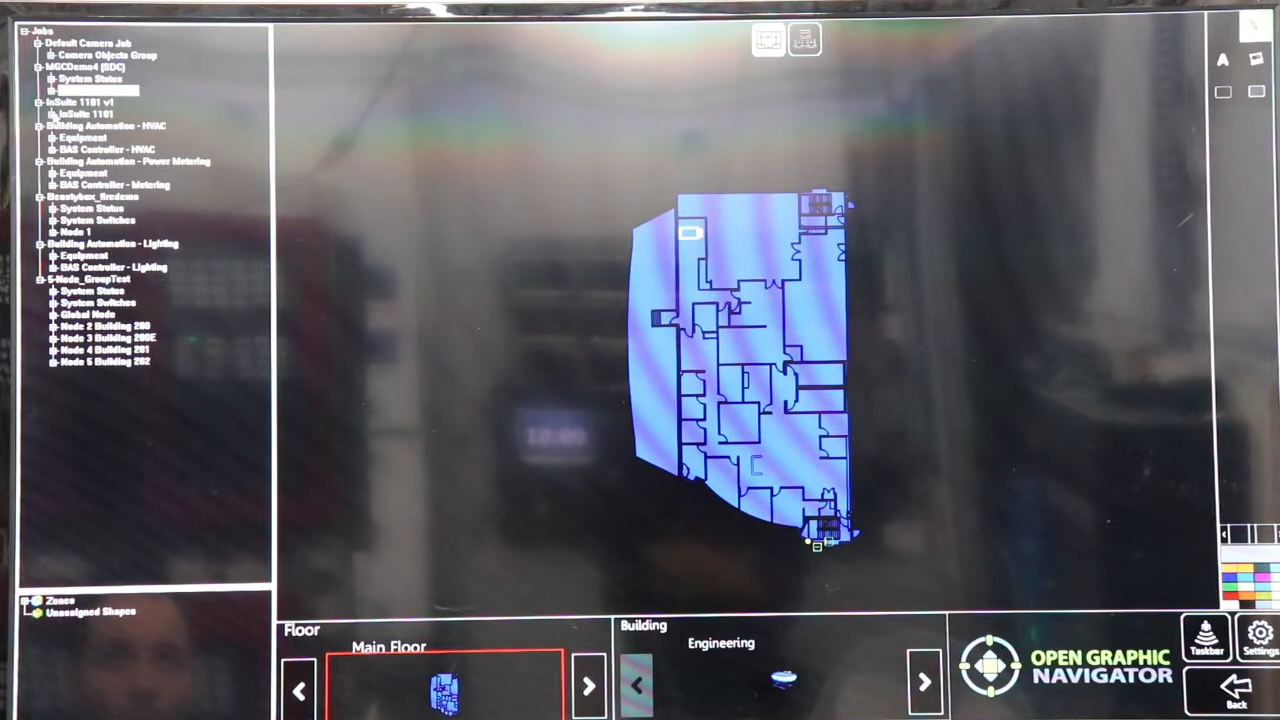 Jobs
Default Camera Job
Camera Objects Group
MGCDemo4 (SDC)
System Status
InSuite 1101 v1
InSuite 1101
Building Automation - HVAC
Equipment
BAS Controller - HVAC
Building Automation - Power Metering
Equipment
BAS Controller - Metering
Beastybox_firedemo
System Status
System Switches
Node 1
Building Automation - Lighting
Equipment
BAS Controller - Lighting
5-Node_GroupTest
System Status
System Switches
Global Node
Node 2 Building 200
Node 3 Building 200E
Node 4 Building 201
Node 5 Building 202
A
Zones
Unassigned Shapes
Floor
Main Floor
Building
Engineering
OPEN GRAPHIC
NAVIGATOR
Taskbar
Settings
Back